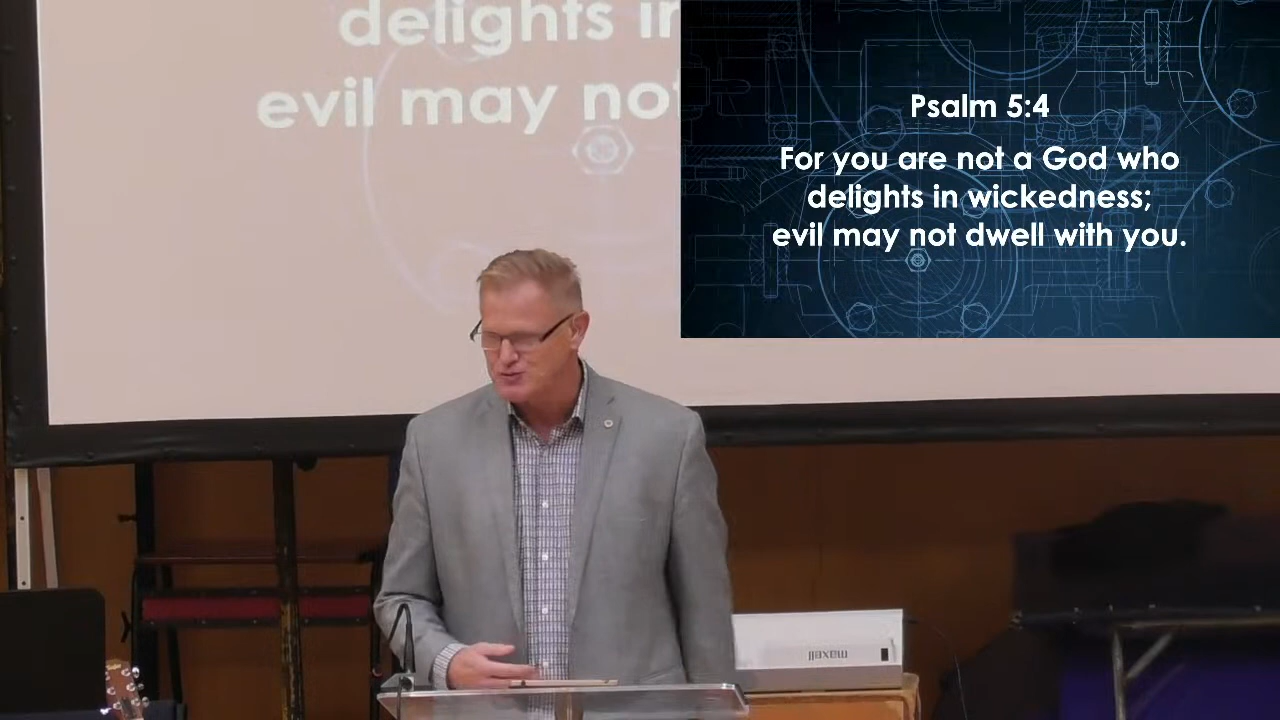 delights in
evil may not
Psalm 5:4
For you are not a God who
delights in wickedness;
evil may not dwell with you.
maxell